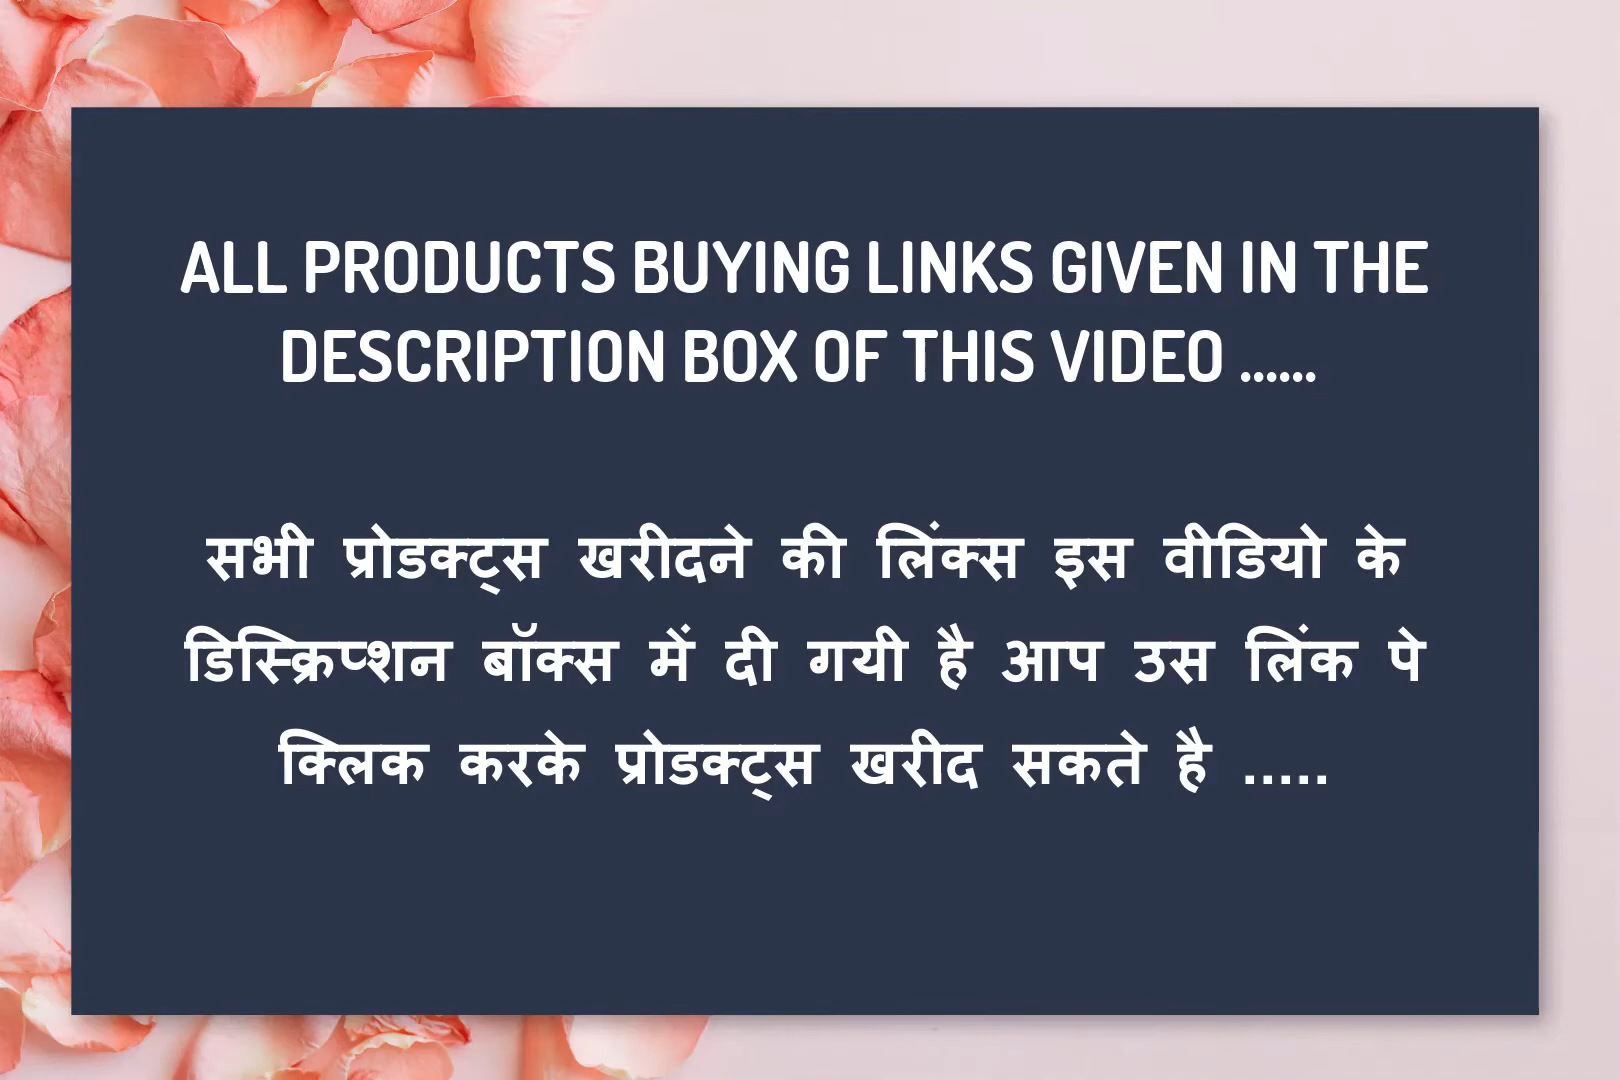 ALL PRODUCTS BUYING LINKS GIVEN IN THE
DESCRIPTION BOX OF THIS VIDEO ......
सभी प्रोडक्ट्स खरीदने की लिंक्स इस वीडियो के
डिस्क्रिप्शन बॉक्स में दी गयी है आप उस लिंक पे
क्लिक करके प्रोडक्ट्स खरीद सकते है .....